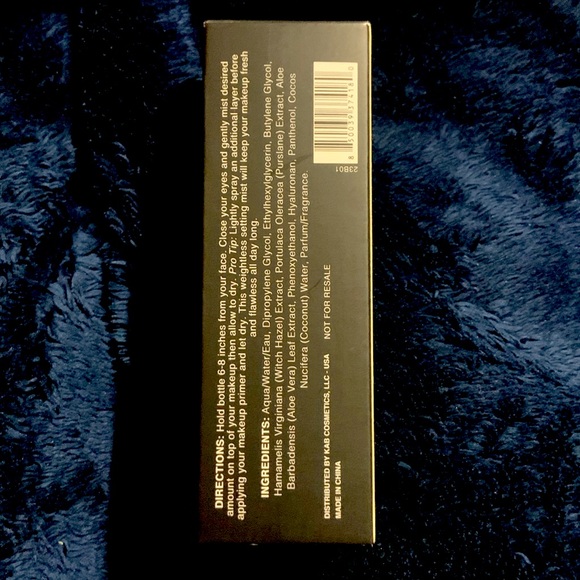 DIRECTIONS: Hold bottle 6-8 inches from your face. Close your eyes and gently mist desired
amount on top of your makeup then allow to dry. Pro Tip: Lightly spray an additional layer before
applying your makeup primer and let dry. This weightless setting mist will keep your makeup fresh
and flawless all day long.
INGREDIENTS: Aqua/Water/Eau, Dipropylene Glycol, Ethylhexylglycerin, Butylene Glycol,
Hamamelis Virginiana (Witch Hazel) Extract, Portulaca Oleracea (Purslane) Extract, Aloe
Barbadensis (Aloe Vera) Leaf Extract, Phenoxyethanol, Hyaluronan, Panthenol, Cocos
Nucifera (Coconut) Water, Parfum/Fragrance.
DISTRIBUTED BY KAB COSMETICS, LLC - USA NOT FOR RESALE
MADE IN CHINA
23B01